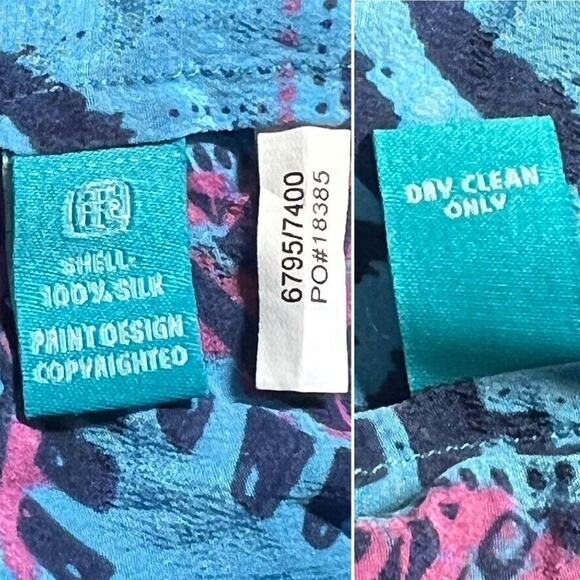 SHELL-
100% SILK
PRINT DESIGN
COPYRIGHTED
6795/7400
PO#18385
DRY CLEAN
ONLY